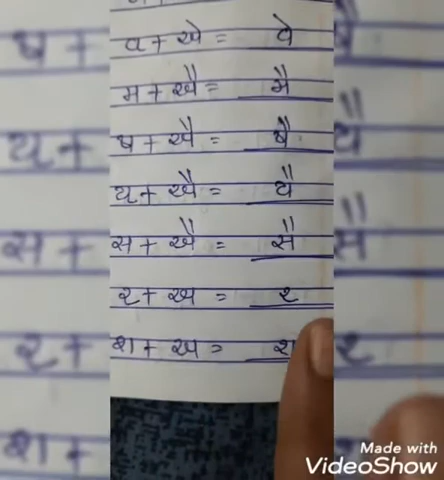 વ + એ = વે
મ + ઐ = મૈ
ષ + ઐ = ષૈ
ય + ઐ = યૈ
સ + ઐ = સૈ
ર + અ = ર
શ + અ = શ
Made with
VideoShow